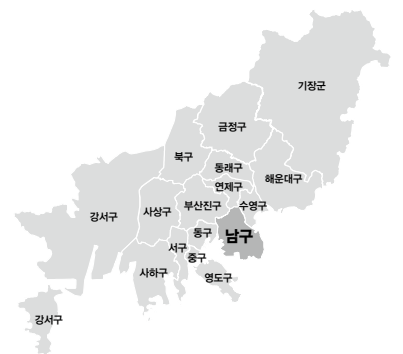 기장군
금정구
북구
동래구
해운대구
연제구
부산진구
수영구
사상구
강서구
동구
남구
서구
중구
사하구
영도구
강서구